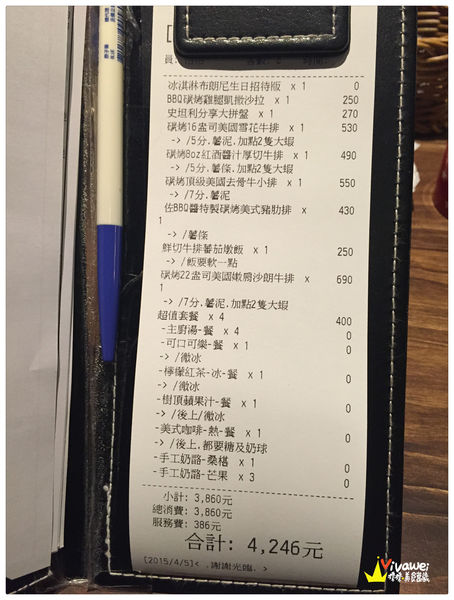 冰淇淋布朗尼生日招待版 x 1 0
BBQ碳烤雞腿凱撒沙拉 x 1 250
史坦利分享大拼盤 x 1 270
碳烤16盎司美國雪花牛排 x 1 530
-> /5分.薯泥.加點2隻大蝦
碳烤8oz紅酒醬汁厚切牛排 x 1 490
-> /5分.薯條.加點2隻大蝦
碳烤頂級美國去骨牛小排 x 1 550
-> /7分.薯泥
佐BBQ醬特製碳烤美式豬肋排 x 430
1
-> /薯條
鮮切牛排蕃茄燉飯 x 1 250
-> /飯要軟一點
碳烤22盎司美國嫩肩沙朗牛排 x 690
1
-> /7分.薯泥.加點2隻大蝦
超值套餐 x 4 400
-主廚湯-餐 x 4 0
-可口可樂-餐 x 1 0
-> /微冰
-檸檬紅茶-冰-餐 x 1 0
-> /微冰
-樹頂蘋果汁-餐 x 1 0
-> /後上/微冰
-美式咖啡-熱-餐 x 1 0
-> /後上.都要糖及奶球
-手工奶酪-桑椹 x 1 0
-手工奶酪-芒果 x 3 0
小計: 3,860元
總消費: 3,860元
服務費: 386元
合計: 4,246元
[2015/4/5]< .謝謝光臨. >
Viyawei